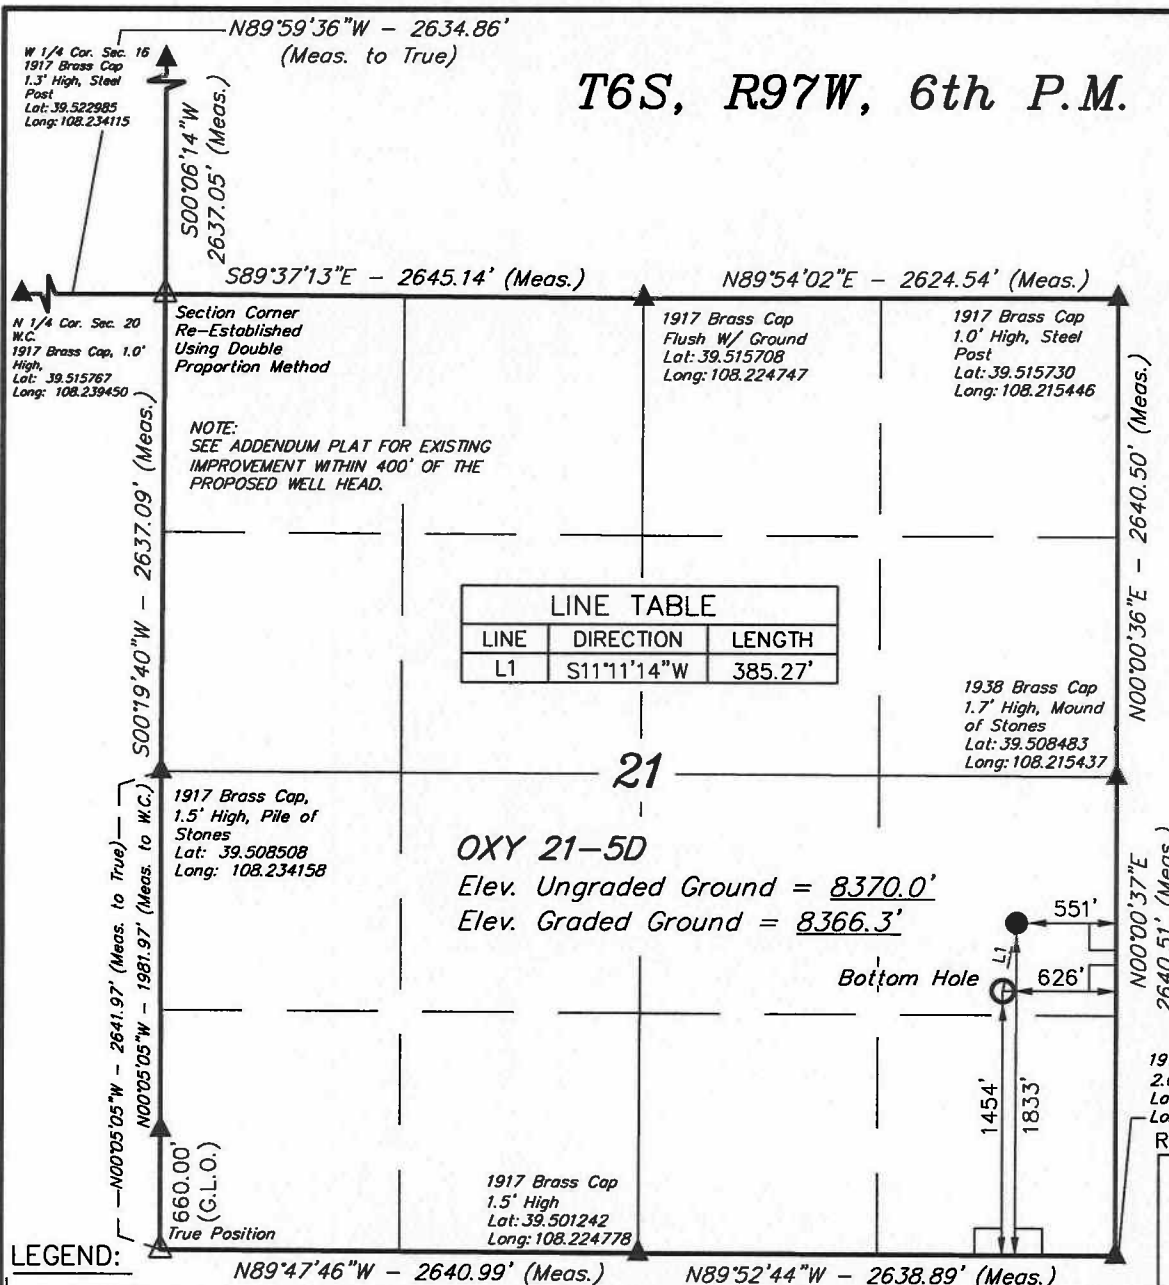 N89°59'36"W - 2634.86'
(Meas. to True)
W 1/4 Cor. Sec. 16
1917 Brass Cap
1.3' High, Steel
Post
Lat: 39.522985
Long: 108.234115
T6S, R97W, 6th P.M.
S00°06'14"W
2637.05' (Meas.)
S89°37'13"E - 2645.14' (Meas.)
N89°54'02"E - 2624.54' (Meas.)
N 1/4 Cor. Sec. 20
W.C.
1917 Brass Cap, 1.0'
High,
Lat: 39.515767
Long: 108.239450
Section Corner
Re-Established
Using Double
Proportion Method
1917 Brass Cap
Flush W/ Ground
Lat: 39.515708
Long: 108.224747
1917 Brass Cap
1.0' High, Steel
Post
Lat: 39.515730
Long: 108.215446
NOTE:
SEE ADDENDUM PLAT FOR EXISTING
IMPROVEMENT WITHIN 400' OF THE
PROPOSED WELL HEAD.
S00°19'40"W - 2637.09' (Meas.)
N00°00'36"E - 2640.50' (Meas.)
LINE TABLE
LINE DIRECTION LENGTH
L1 S11°11'14"W 385.27'
1938 Brass Cap
1.7' High, Mound
of Stones
Lat: 39.508483
Long: 108.215437
21
1917 Brass Cap,
1.5' High, Pile of
Stones
Lat: 39.508508
Long: 108.234158
OXY 21-5D
Elev. Ungraded Ground = 8370.0'
Elev. Graded Ground = 8366.3'
N00°05'05"W - 2641.97' (Meas. to True)
N00°05'05"W - 1981.97' (Meas. to W.C.)
551'
L1
Bottom Hole
626'
N00°00'37"E
2640.51' (Meas.)
1454'
1833'
19
2.
Lo
Lo
R
660.00'
(G.L.O.)
True Position
1917 Brass Cap
1.5' High
Lat: 39.501242
Long: 108.224778
LEGEND:
N89°47'46"W - 2640.99' (Meas.)
N89°52'44"W - 2638.89' (Meas.)